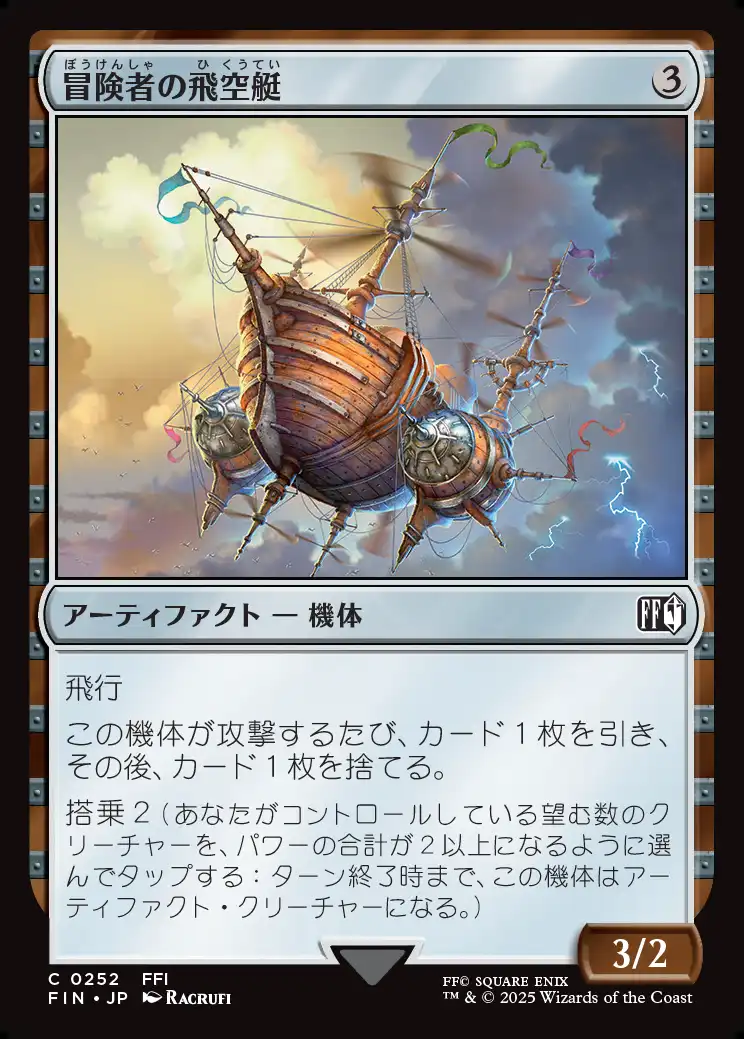 ぼうけんしゃ ひくうてい
冒険者の飛空艇
3
アーティファクト — 機体
FF
飛行
この機体が攻撃するたび、カード1枚を引き、
その後、カード1枚を捨てる。
搭乗2（あなたがコントロールしている望む数のク
リーチャーを、パワーの合計が2以上になるように選
んでタップする：ターン終了時まで、この機体はアー
ティファクト・クリーチャーになる。）
3/2
C 0252 FFI
FIN • JP RACRUFI
FF© SQUARE ENIX
™ & © 2025 Wizards of the Coast